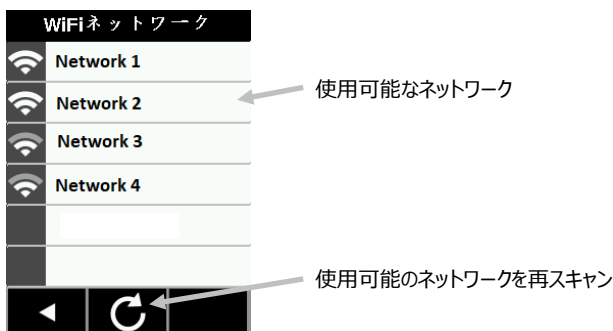 WiFiネットワーク
Network 1
Network 2
Network 3
Network 4
使用可能なネットワーク
使用可能のネットワークを再スキャン